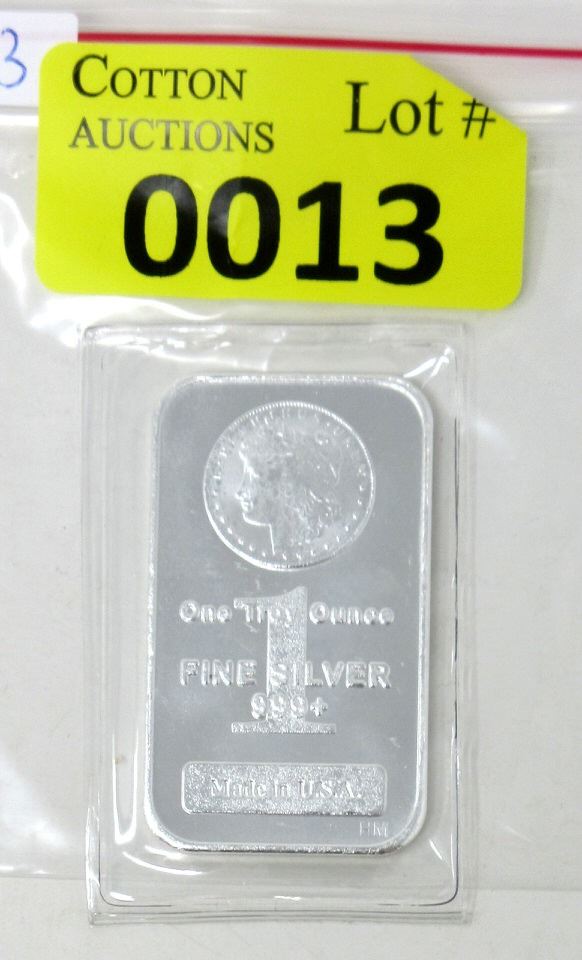 3
COTTON AUCTIONS
Lot #
0013
One Troy Ounce
1
FINE SILVER
999+
Made in U.S.A.
HM